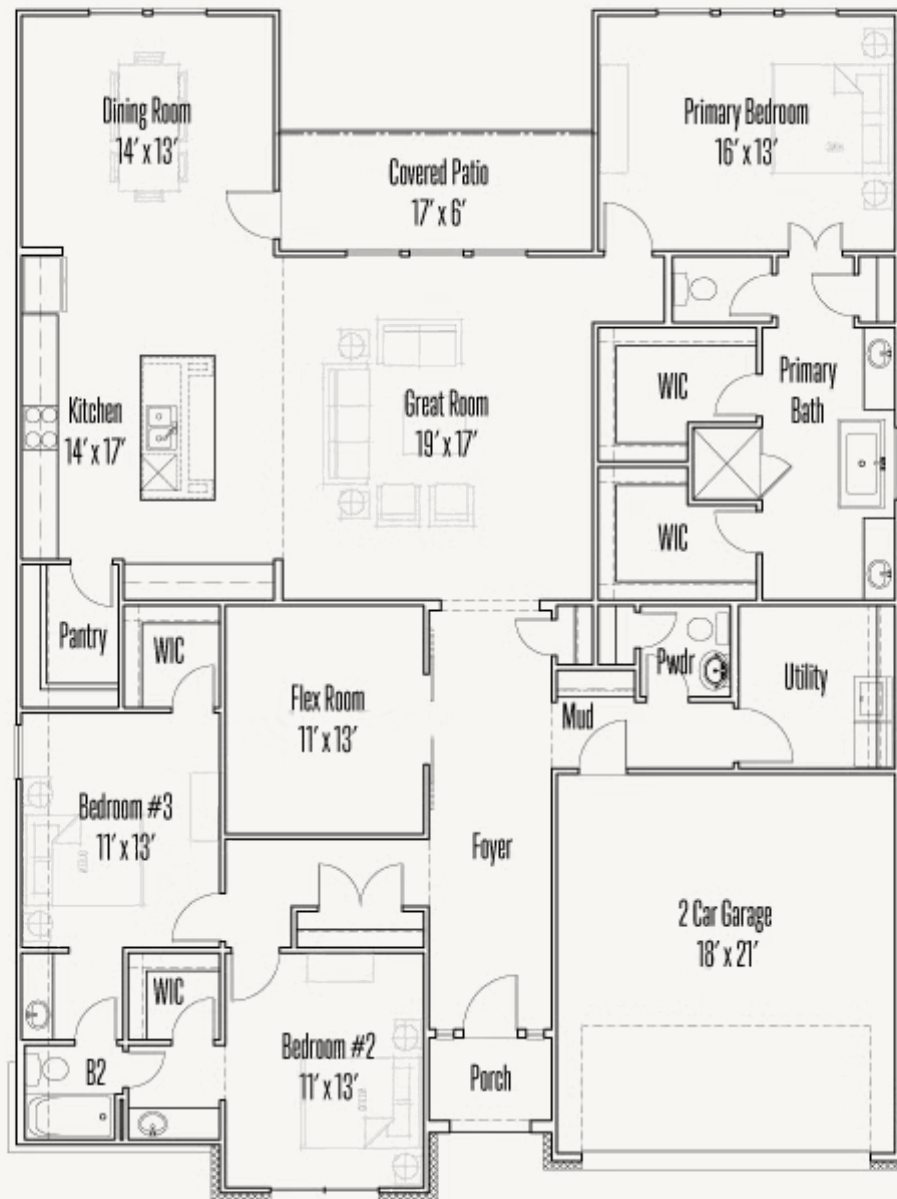 Dining Room
14' x 13'
Covered Patio
17' x 6'
Primary Bedroom
16' x 13'
Kitchen
14' x 17'
Great Room
19' x 17'
WIC
Primary
Bath
WIC
Pantry
WIC
Flex Room
11' x 13'
Pwdr
Utility
Mud
Bedroom #3
11' x 13'
Foyer
2 Car Garage
18' x 21'
WIC
B2
Bedroom #2
11' x 13'
Porch